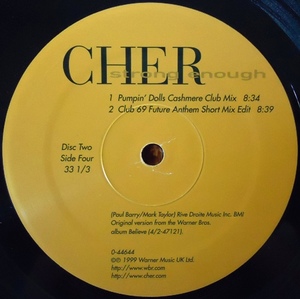 CHER
strong enough
1 Pumpin' Dolls Cashmere Club Mix 8:34
2 Club 69 Future Anthem Short Mix Edit 8:39
Disc Two
Side Four
33 1/3
(Paul Barry/Mark Taylor) Rive Droite Music Inc. BMI
Original version from the Warner Bros.
album Believe (4/2-47121).
D-44644
℗© 1999 Warner Music UK Ltd.
http://www.wbr.com
http://www.cher.com